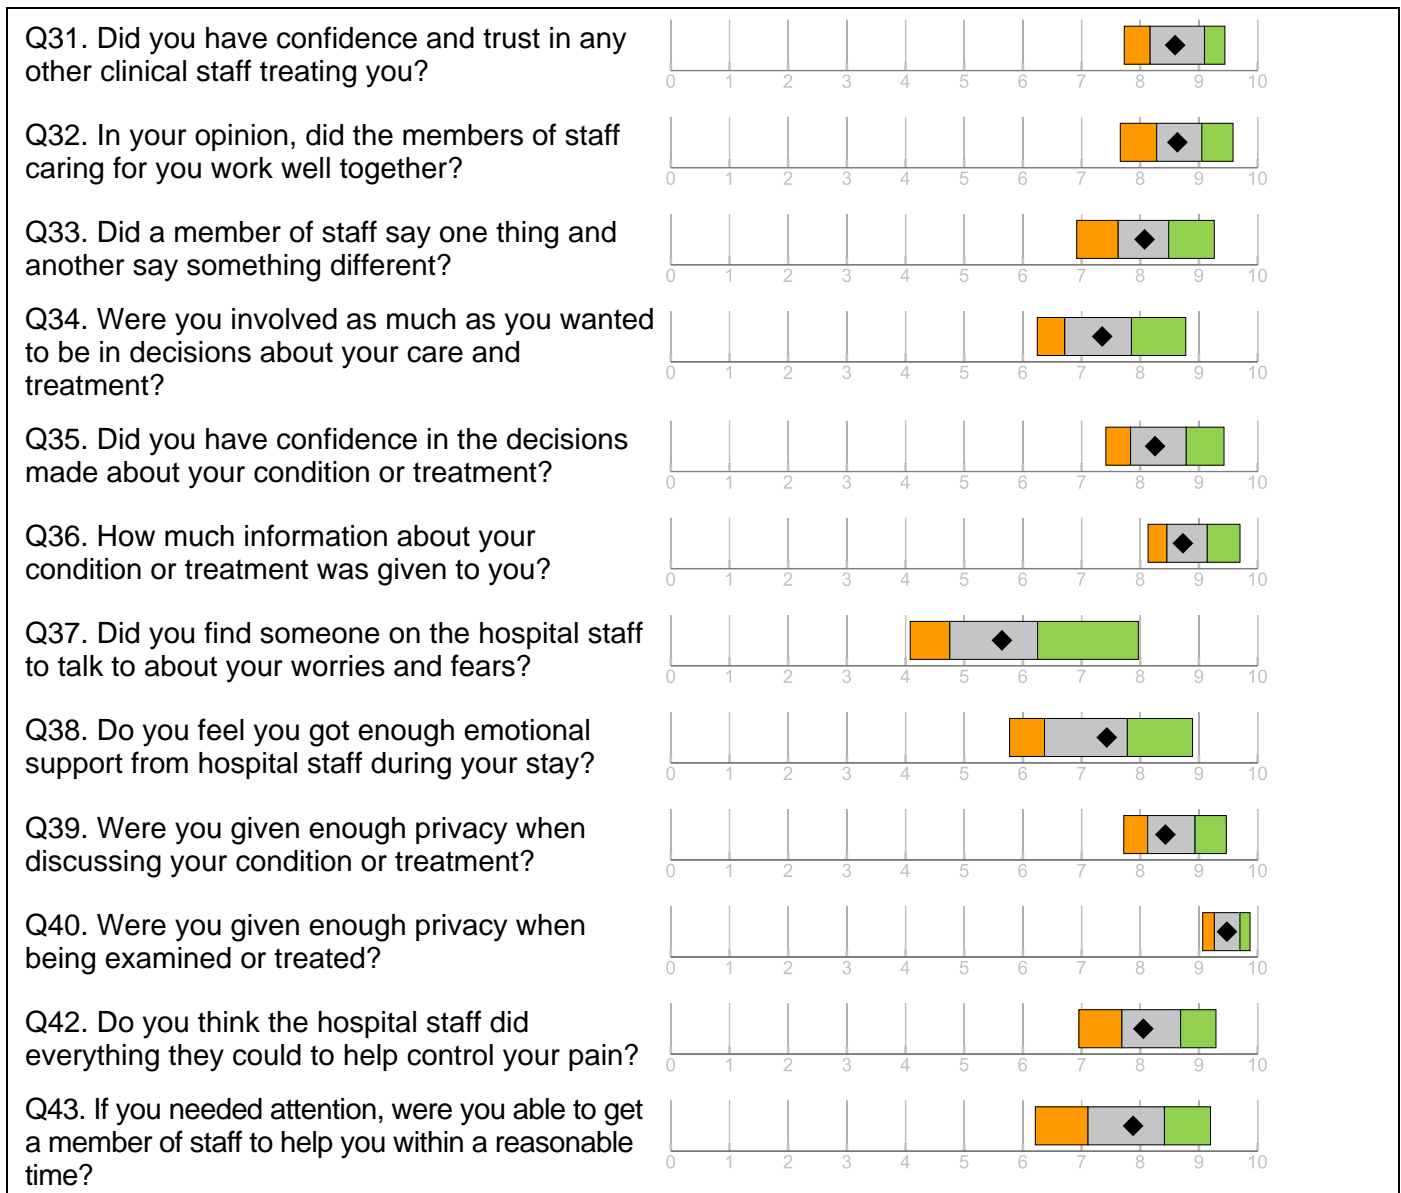 Q31. Did you have confidence and trust in any
other clinical staff treating you?
0 1 2 3 4 5 6 7 8 9 10
Q32. In your opinion, did the members of staff
caring for you work well together?
0 1 2 3 4 5 6 7 8 9 10
Q33. Did a member of staff say one thing and
another say something different?
0 1 2 3 4 5 6 7 8 9 10
Q34. Were you involved as much as you wanted
to be in decisions about your care and
treatment?
0 1 2 3 4 5 6 7 8 9 10
Q35. Did you have confidence in the decisions
made about your condition or treatment?
0 1 2 3 4 5 6 7 8 9 10
Q36. How much information about your
condition or treatment was given to you?
0 1 2 3 4 5 6 7 8 9 10
Q37. Did you find someone on the hospital staff
to talk to about your worries and fears?
0 1 2 3 4 5 6 7 8 9 10
Q38. Do you feel you got enough emotional
support from hospital staff during your stay?
0 1 2 3 4 5 6 7 8 9 10
Q39. Were you given enough privacy when
discussing your condition or treatment?
0 1 2 3 4 5 6 7 8 9 10
Q40. Were you given enough privacy when
being examined or treated?
0 1 2 3 4 5 6 7 8 9 10
Q42. Do you think the hospital staff did
everything they could to help control your pain?
0 1 2 3 4 5 6 7 8 9 10
Q43. If you needed attention, were you able to get
a member of staff to help you within a reasonable
time?
0 1 2 3 4 5 6 7 8 9 10